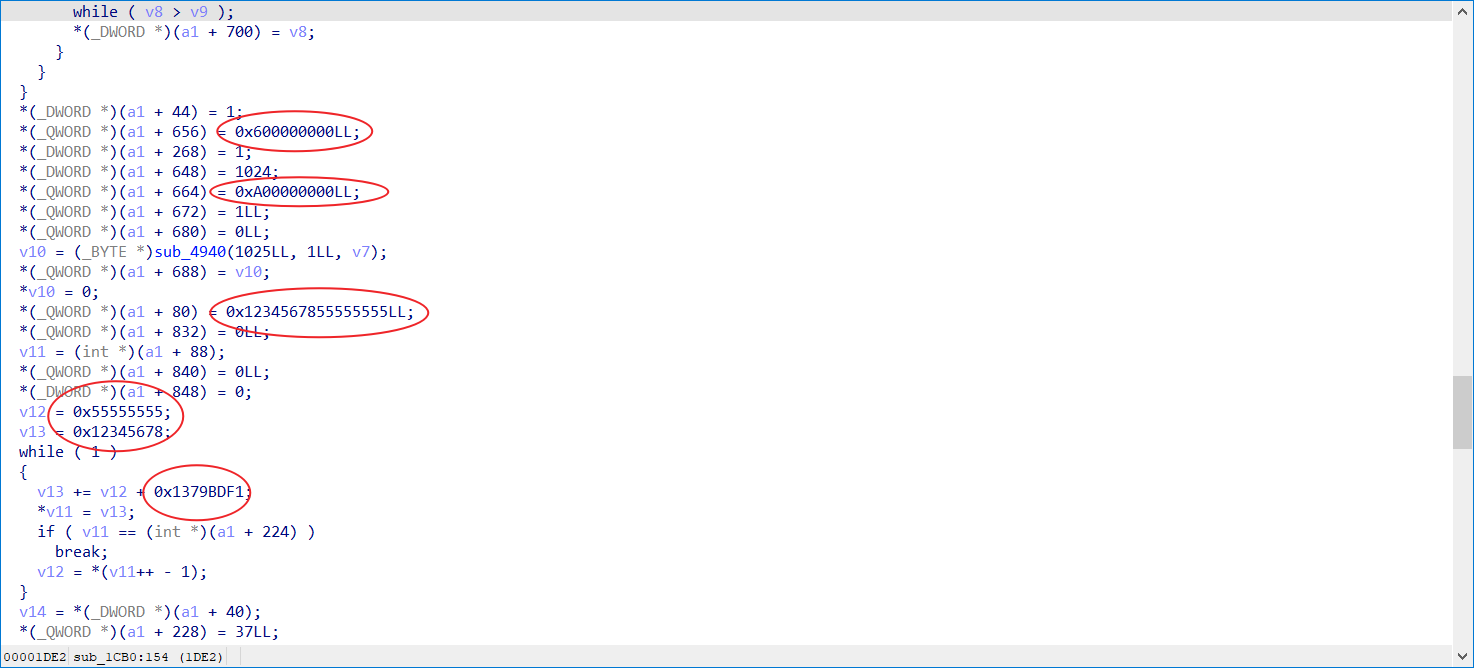 while ( v8 > v9 );
*(_DWORD *)(a1 + 700) = v8;
}
}
}
*(_DWORD *)(a1 + 44) = 1;
*(_QWORD *)(a1 + 656) = 0x600000000LL;
*(_DWORD *)(a1 + 268) = 1;
*(_DWORD *)(a1 + 648) = 1024;
*(_QWORD *)(a1 + 664) = 0xA00000000LL;
*(_QWORD *)(a1 + 672) = 1LL;
*(_QWORD *)(a1 + 680) = 0LL;
v10 = (_BYTE *)sub_4940(1025LL, 1LL, v7);
*(_QWORD *)(a1 + 688) = v10;
*v10 = 0;
*(_QWORD *)(a1 + 80) = 0x1234567855555555LL;
*(_QWORD *)(a1 + 832) = 0LL;
v11 = (int *)(a1 + 88);
*(_QWORD *)(a1 + 840) = 0LL;
*(_DWORD *)(a1 + 848) = 0;
v12 = 0x55555555;
v13 = 0x12345678;
while ( 1 )
{
v13 += v12 + 0x1379BDF1;
*v11 = v13;
if ( v11 == (int *)(a1 + 224) )
break;
v12 = *(v11++ - 1);
}
v14 = *(_DWORD *)(a1 + 40);
*(_QWORD *)(a1 + 228) = 37LL;
00001DE2 sub_1CB0:154 (1DE2)